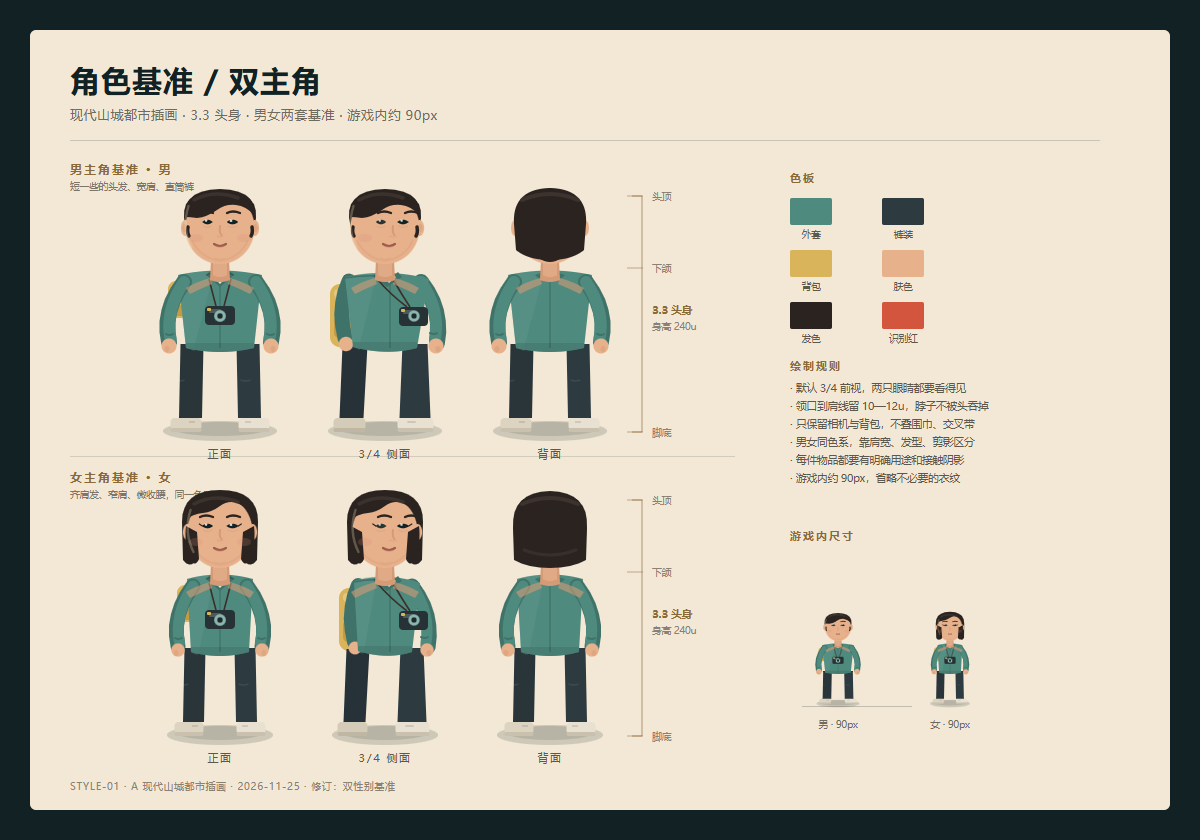 角色基准 / 双主角
现代山城都市插画 · 3.3 头身 · 男女两套基准 · 游戏内约 90px
男主角基准 • 男
短一些的头发、宽肩、直筒裤
头顶
下颌
3.3 头身
身高 240u
脚底
正面
3/4 侧面
背面
女主角基准 • 女
齐肩发、窄肩、微收腰，同一
头顶
下颌
3.3 头身
身高 240u
脚底
正面
3/4 侧面
背面
色板
外套
裤装
背包
肤色
发色
识别红
绘制规则
· 默认 3/4 前视，两只眼睛都要看得见
· 领口到肩线留 10—12u，脖子不被头吞掉
· 只保留相机与背包，不叠围巾、交叉带
· 男女同色系，靠肩宽、发型、剪影区分
· 每件物品都要有明确用途和接触阴影
· 游戏内约 90px，省略不必要的衣纹
游戏内尺寸
男 · 90px
女 · 90px
STYLE-01 · A 现代山城都市插画 · 2026-11-25 · 修订：双性别基准